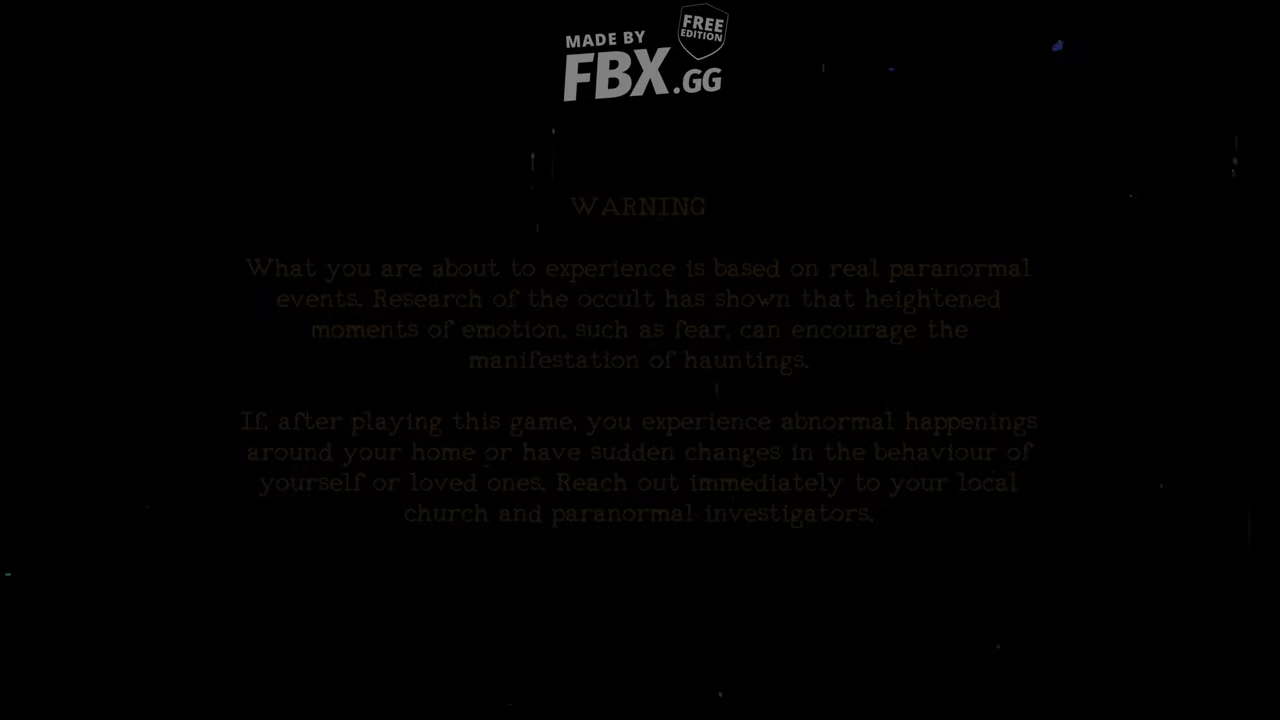 FREE
EDITION
MADE BY
FBX.GG
WARNING
What you are about to experience is based on real paranormal
events. Research of the occult has shown that heightened
moments of emotion, such as fear, can encourage the
manifestation of hauntings.
If, after playing this game, you experience abnormal happenings
around your home or have sudden changes in the behaviour of
yourself or loved ones. Reach out immediately to your local
church and paranormal investigators.